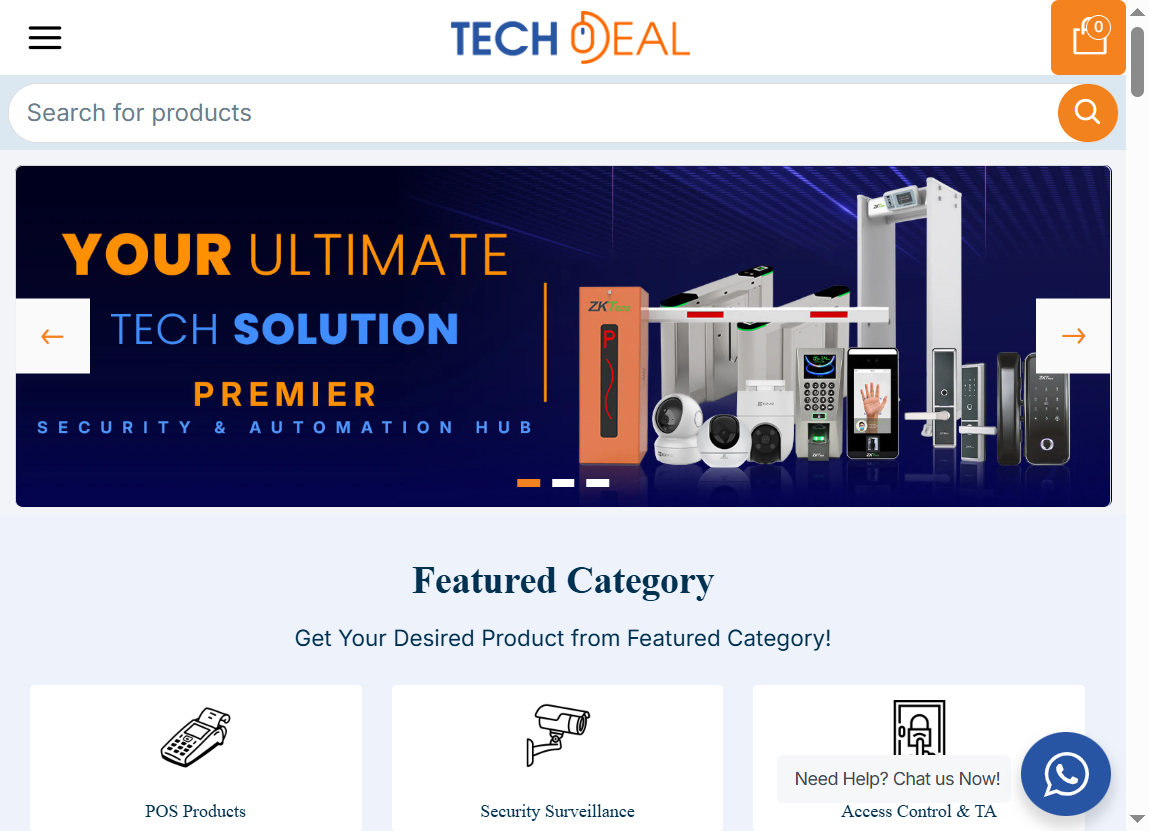 TECH DEAL
0
Search for products
YOUR ULTIMATE
TECH SOLUTION
PREMIER
SECURITY & AUTOMATION HUB
ZKTeco
P
Featured Category
Get Your Desired Product from Featured Category!
POS Products
Security Surveillance
Access Control & TA
Need Help? Chat us Now!